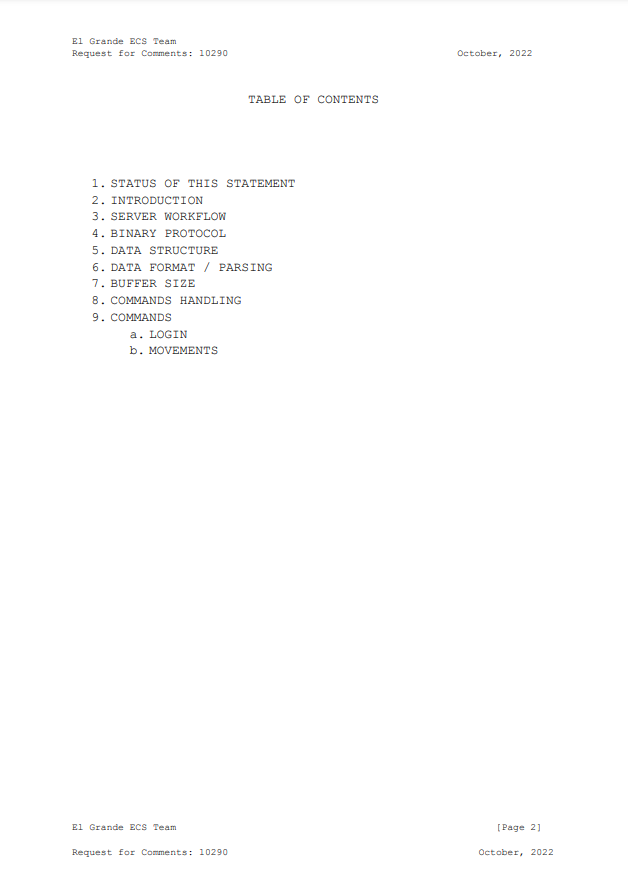 El Grande ECS Team
Request for Comments: 10290 October, 2022
TABLE OF CONTENTS
1. STATUS OF THIS STATEMENT
2. INTRODUCTION
3. SERVER WORKFLOW
4. BINARY PROTOCOL
5. DATA STRUCTURE
6. DATA FORMAT / PARSING
7. BUFFER SIZE
8. COMMANDS HANDLING
9. COMMANDS
a. LOGIN
b. MOVEMENTS
El Grande ECS Team [Page 2]
Request for Comments: 10290 October, 2022